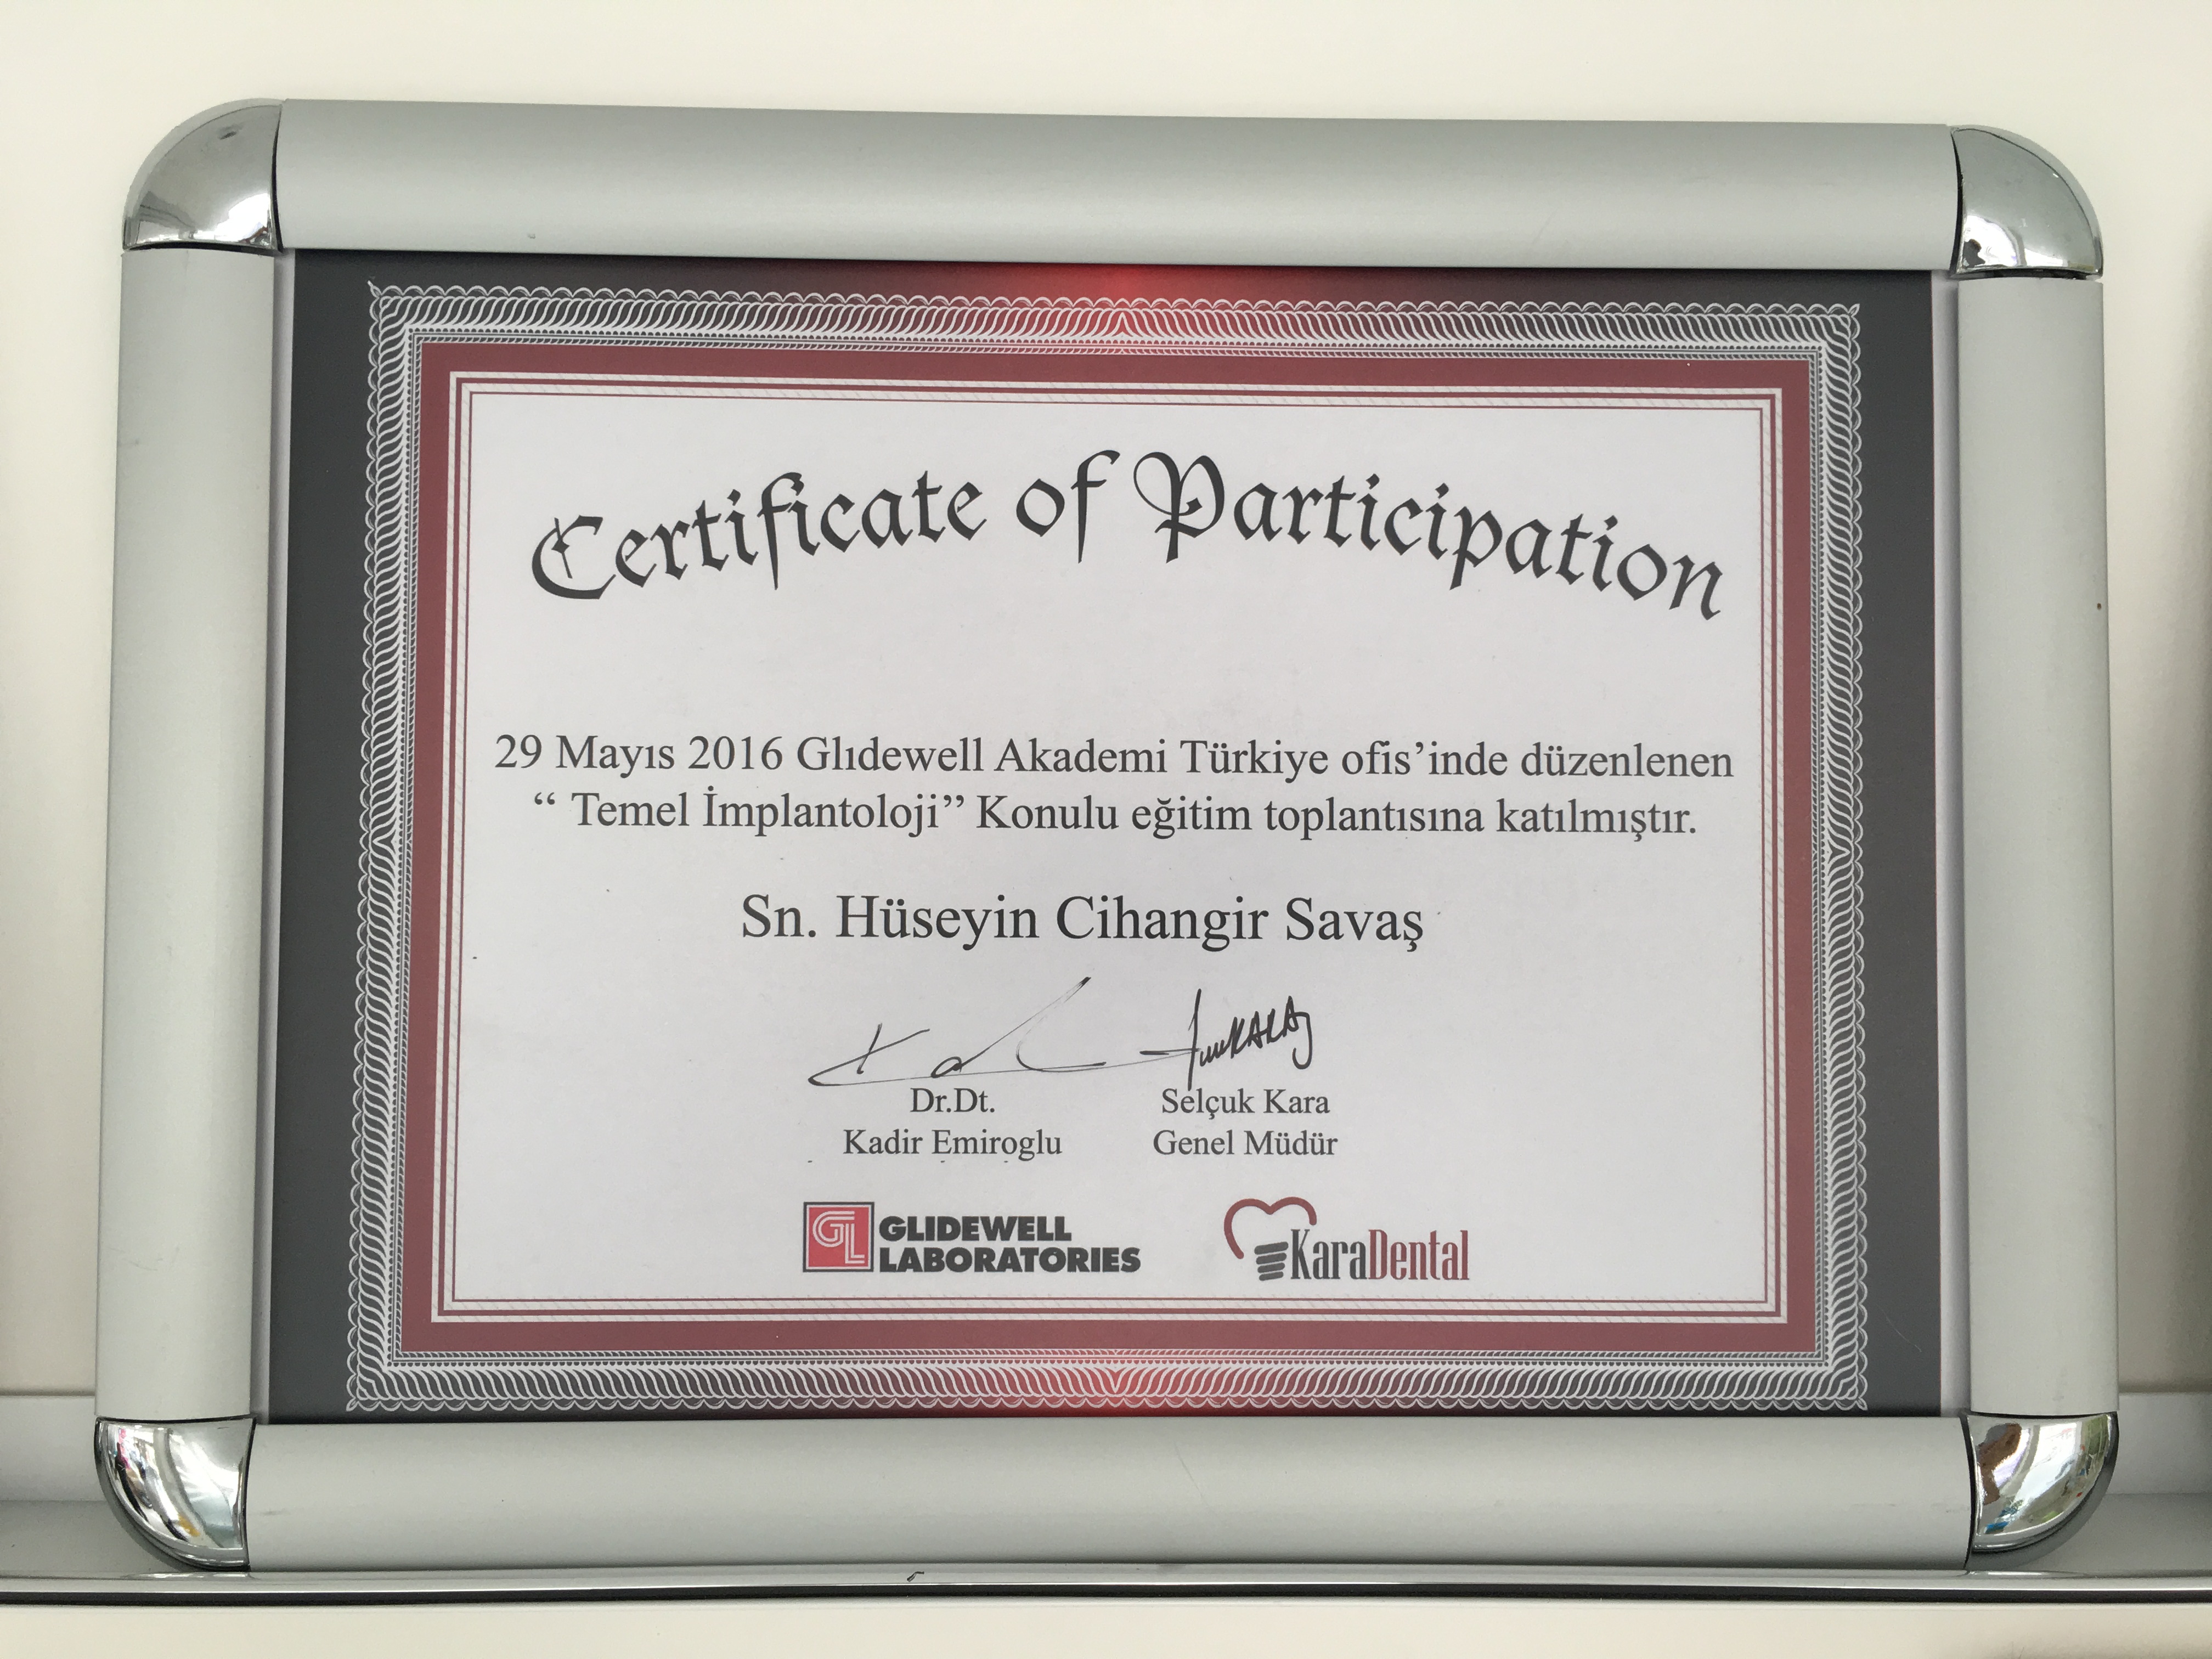 Certificate of Participation
29 Mayıs 2016 Glıdewell Akademi Türkiye ofis’inde düzenlenen
“ Temel İmplantoloji” Konulu eğitim toplantısına katılmıştır.
Sn. Hüseyin Cihangir Savaş
Dr.Dt.
Kadir Emiroglu
Selçuk Kara
Genel Müdür
GL GLIDEWELL
LABORATORIES
KaraDental